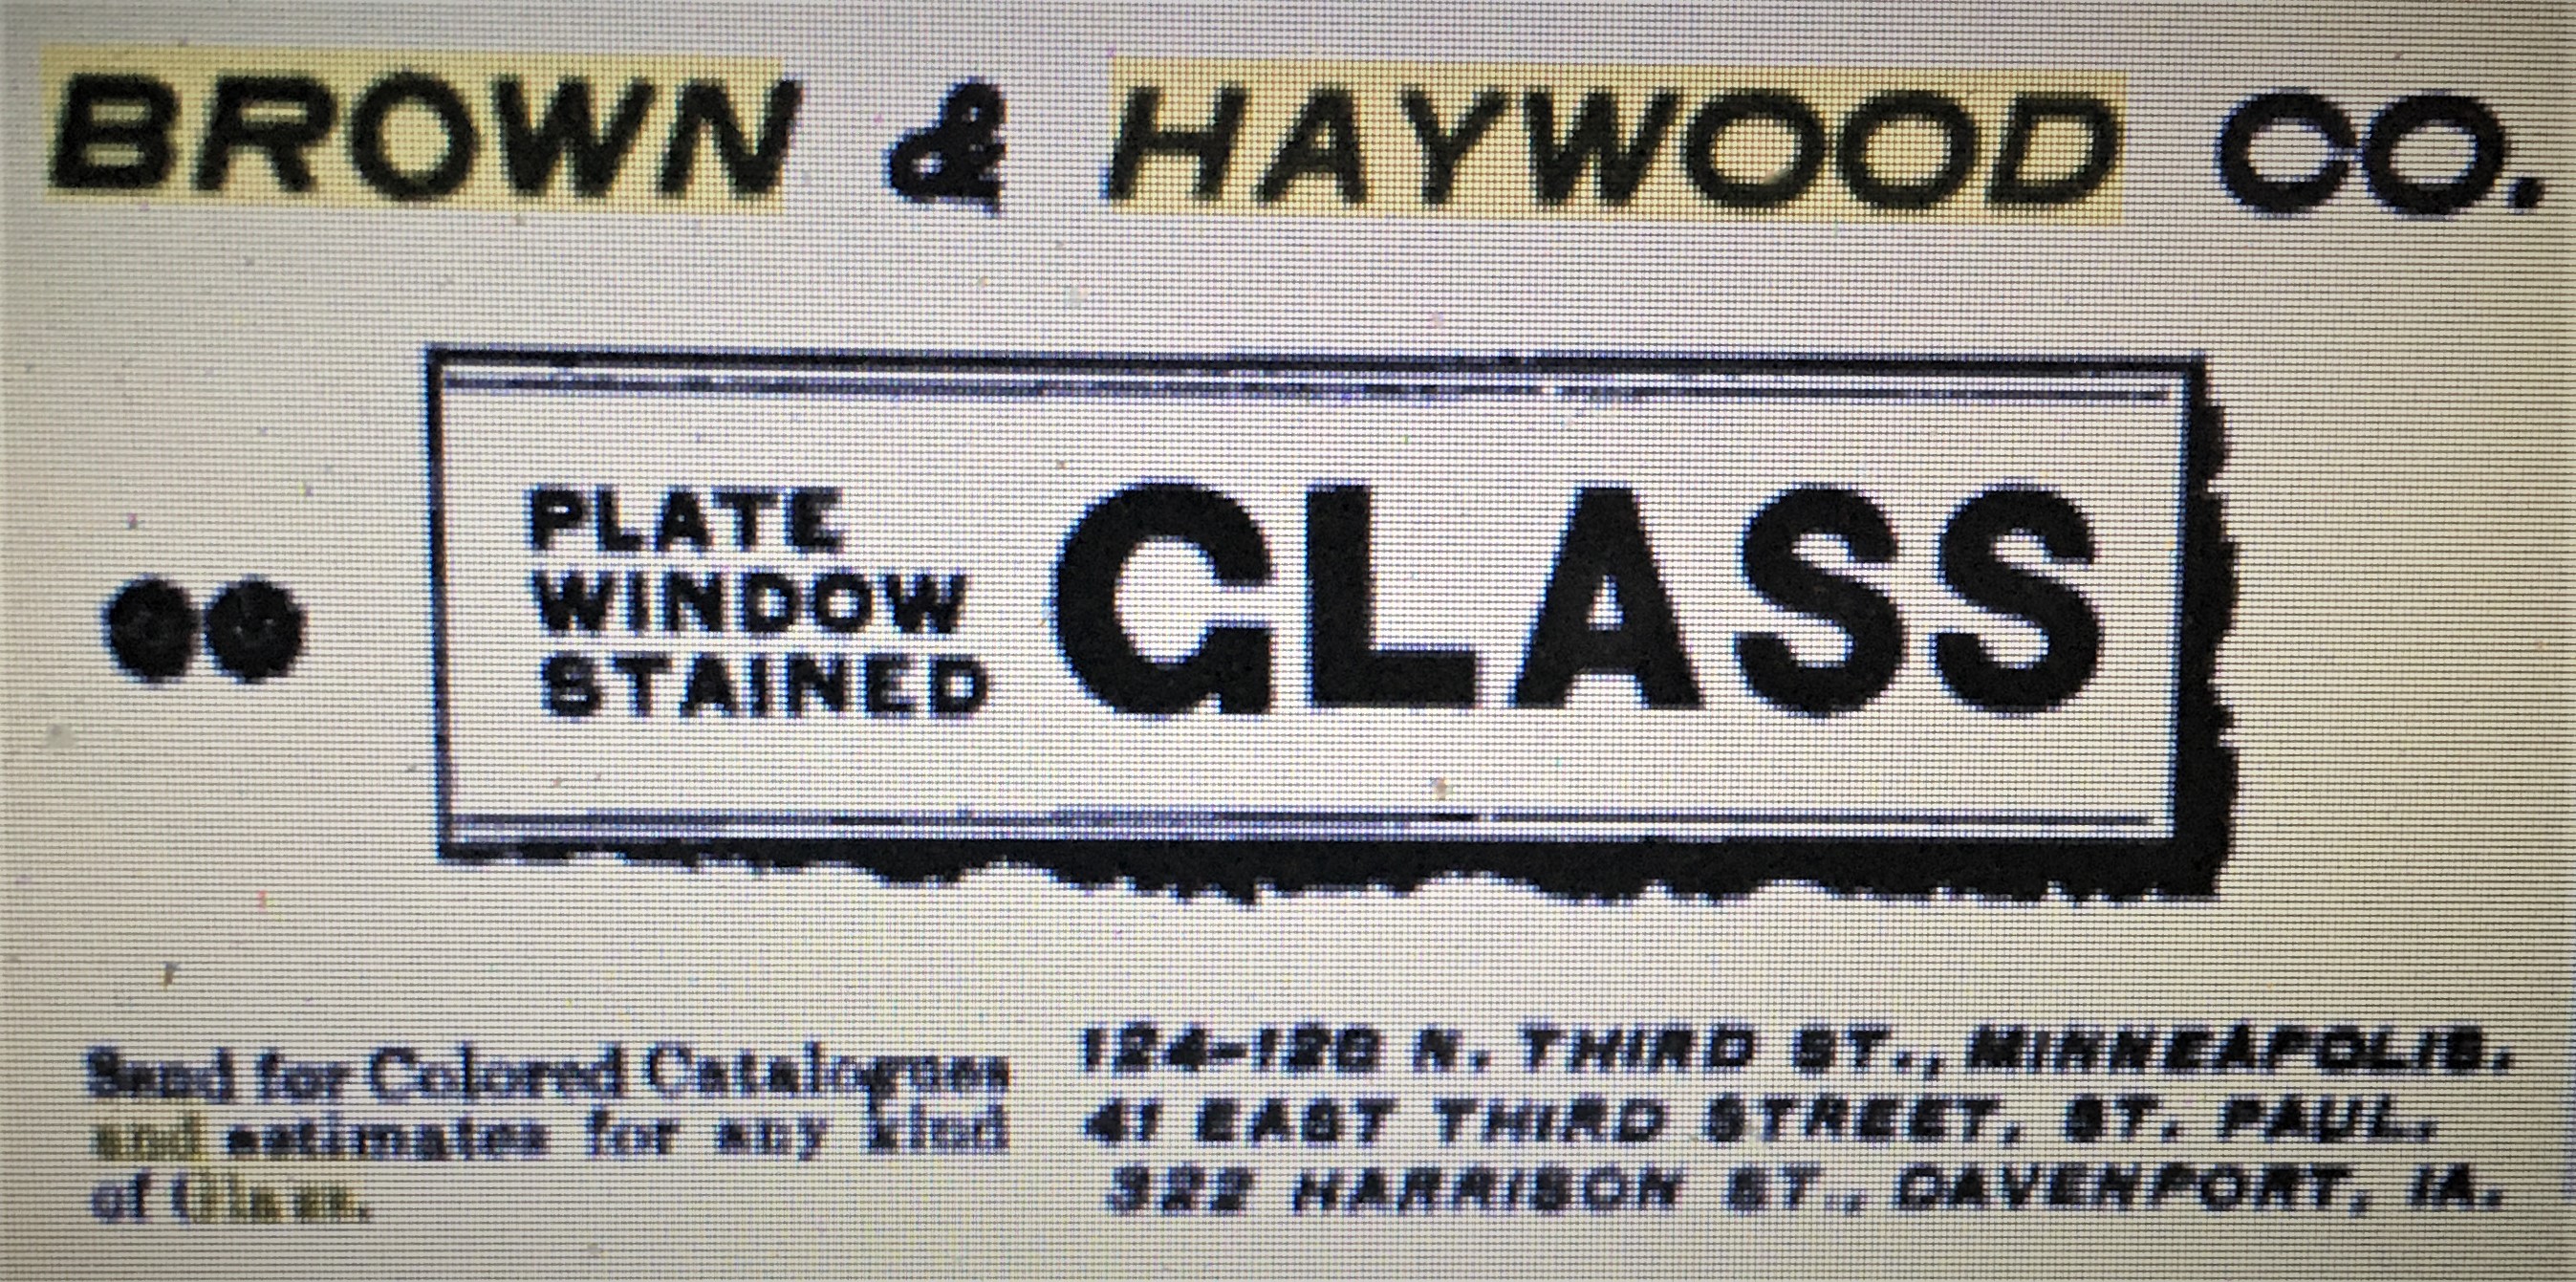 BROWN & HAYWOOD CO.
PLATE
WINDOW
STAINED
GLASS
Send for Colored Catalogues
and estimates for any kind
of Glass.
124-128 N. THIRD ST., MINNEAPOLIS.
41 EAST THIRD STREET, ST. PAUL.
322 HARRISON ST., DAVENPORT, IA.